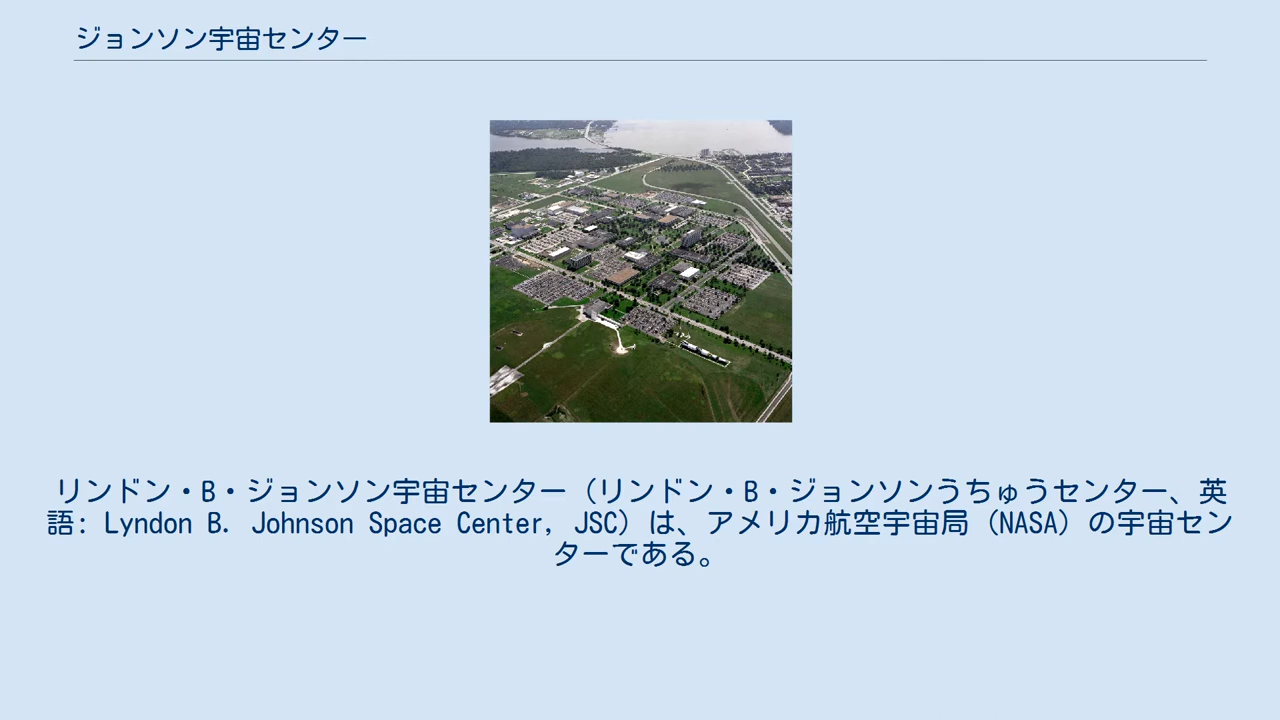 ジョンソン宇宙センター
リンドン・B・ジョンソン宇宙センター（リンドン・B・ジョンソンうちゅうセンター、英
語: Lyndon B. Johnson Space Center, JSC）は、アメリカ航空宇宙局（NASA）の宇宙セン
ターである。